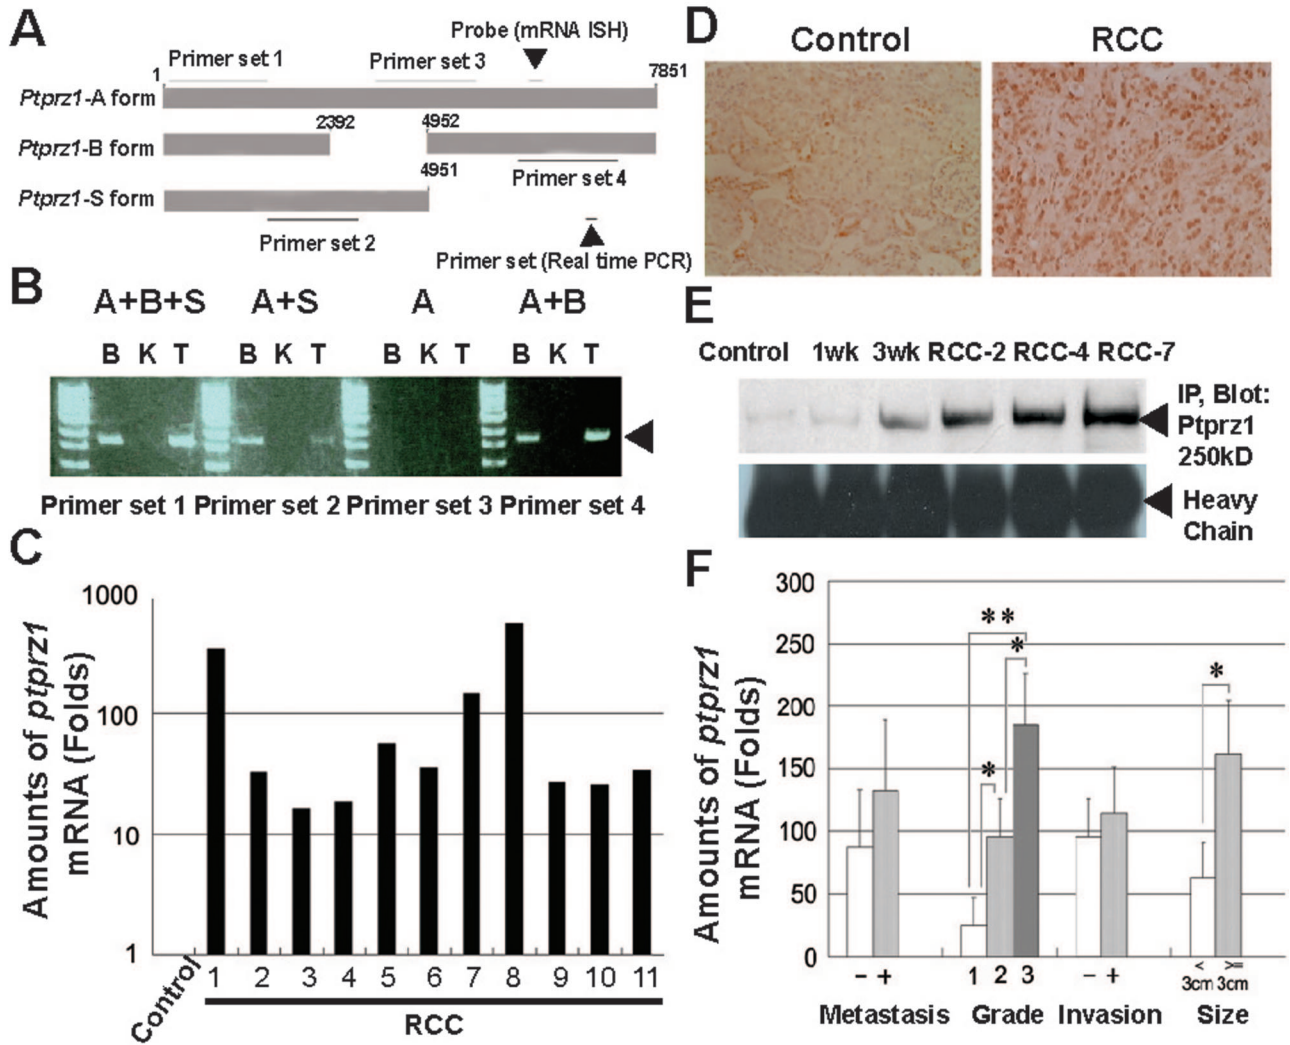 A
Probe (mRNA ISH)
Primer set 1
Primer set 3
1
7851
Ptprz1-A form
2392
4952
Ptprz1-B form
4951
Primer set 4
Ptprz1-S form
Primer set 2
Primer set (Real time PCR)
B
A+B+S A+S A A+B
B K T B K T B K T B K T
Primer set 1 Primer set 2 Primer set 3 Primer set 4
C
Amounts of ptprz1
mRNA (Folds)
1000
100
10
1
Control
1 2 3 4 5 6 7 8 9 10 11
RCC
D
Control
RCC
E
Control 1wk 3wk RCC-2 RCC-4 RCC-7
IP, Blot:
Ptprz1
250kD
Heavy
Chain
F
Amounts of ptprz1
mRNA (Folds)
300
250
200
150
100
50
0
**
*
*
*
− + 1 2 3 − + < >=
3cm 3cm
Metastasis Grade Invasion Size